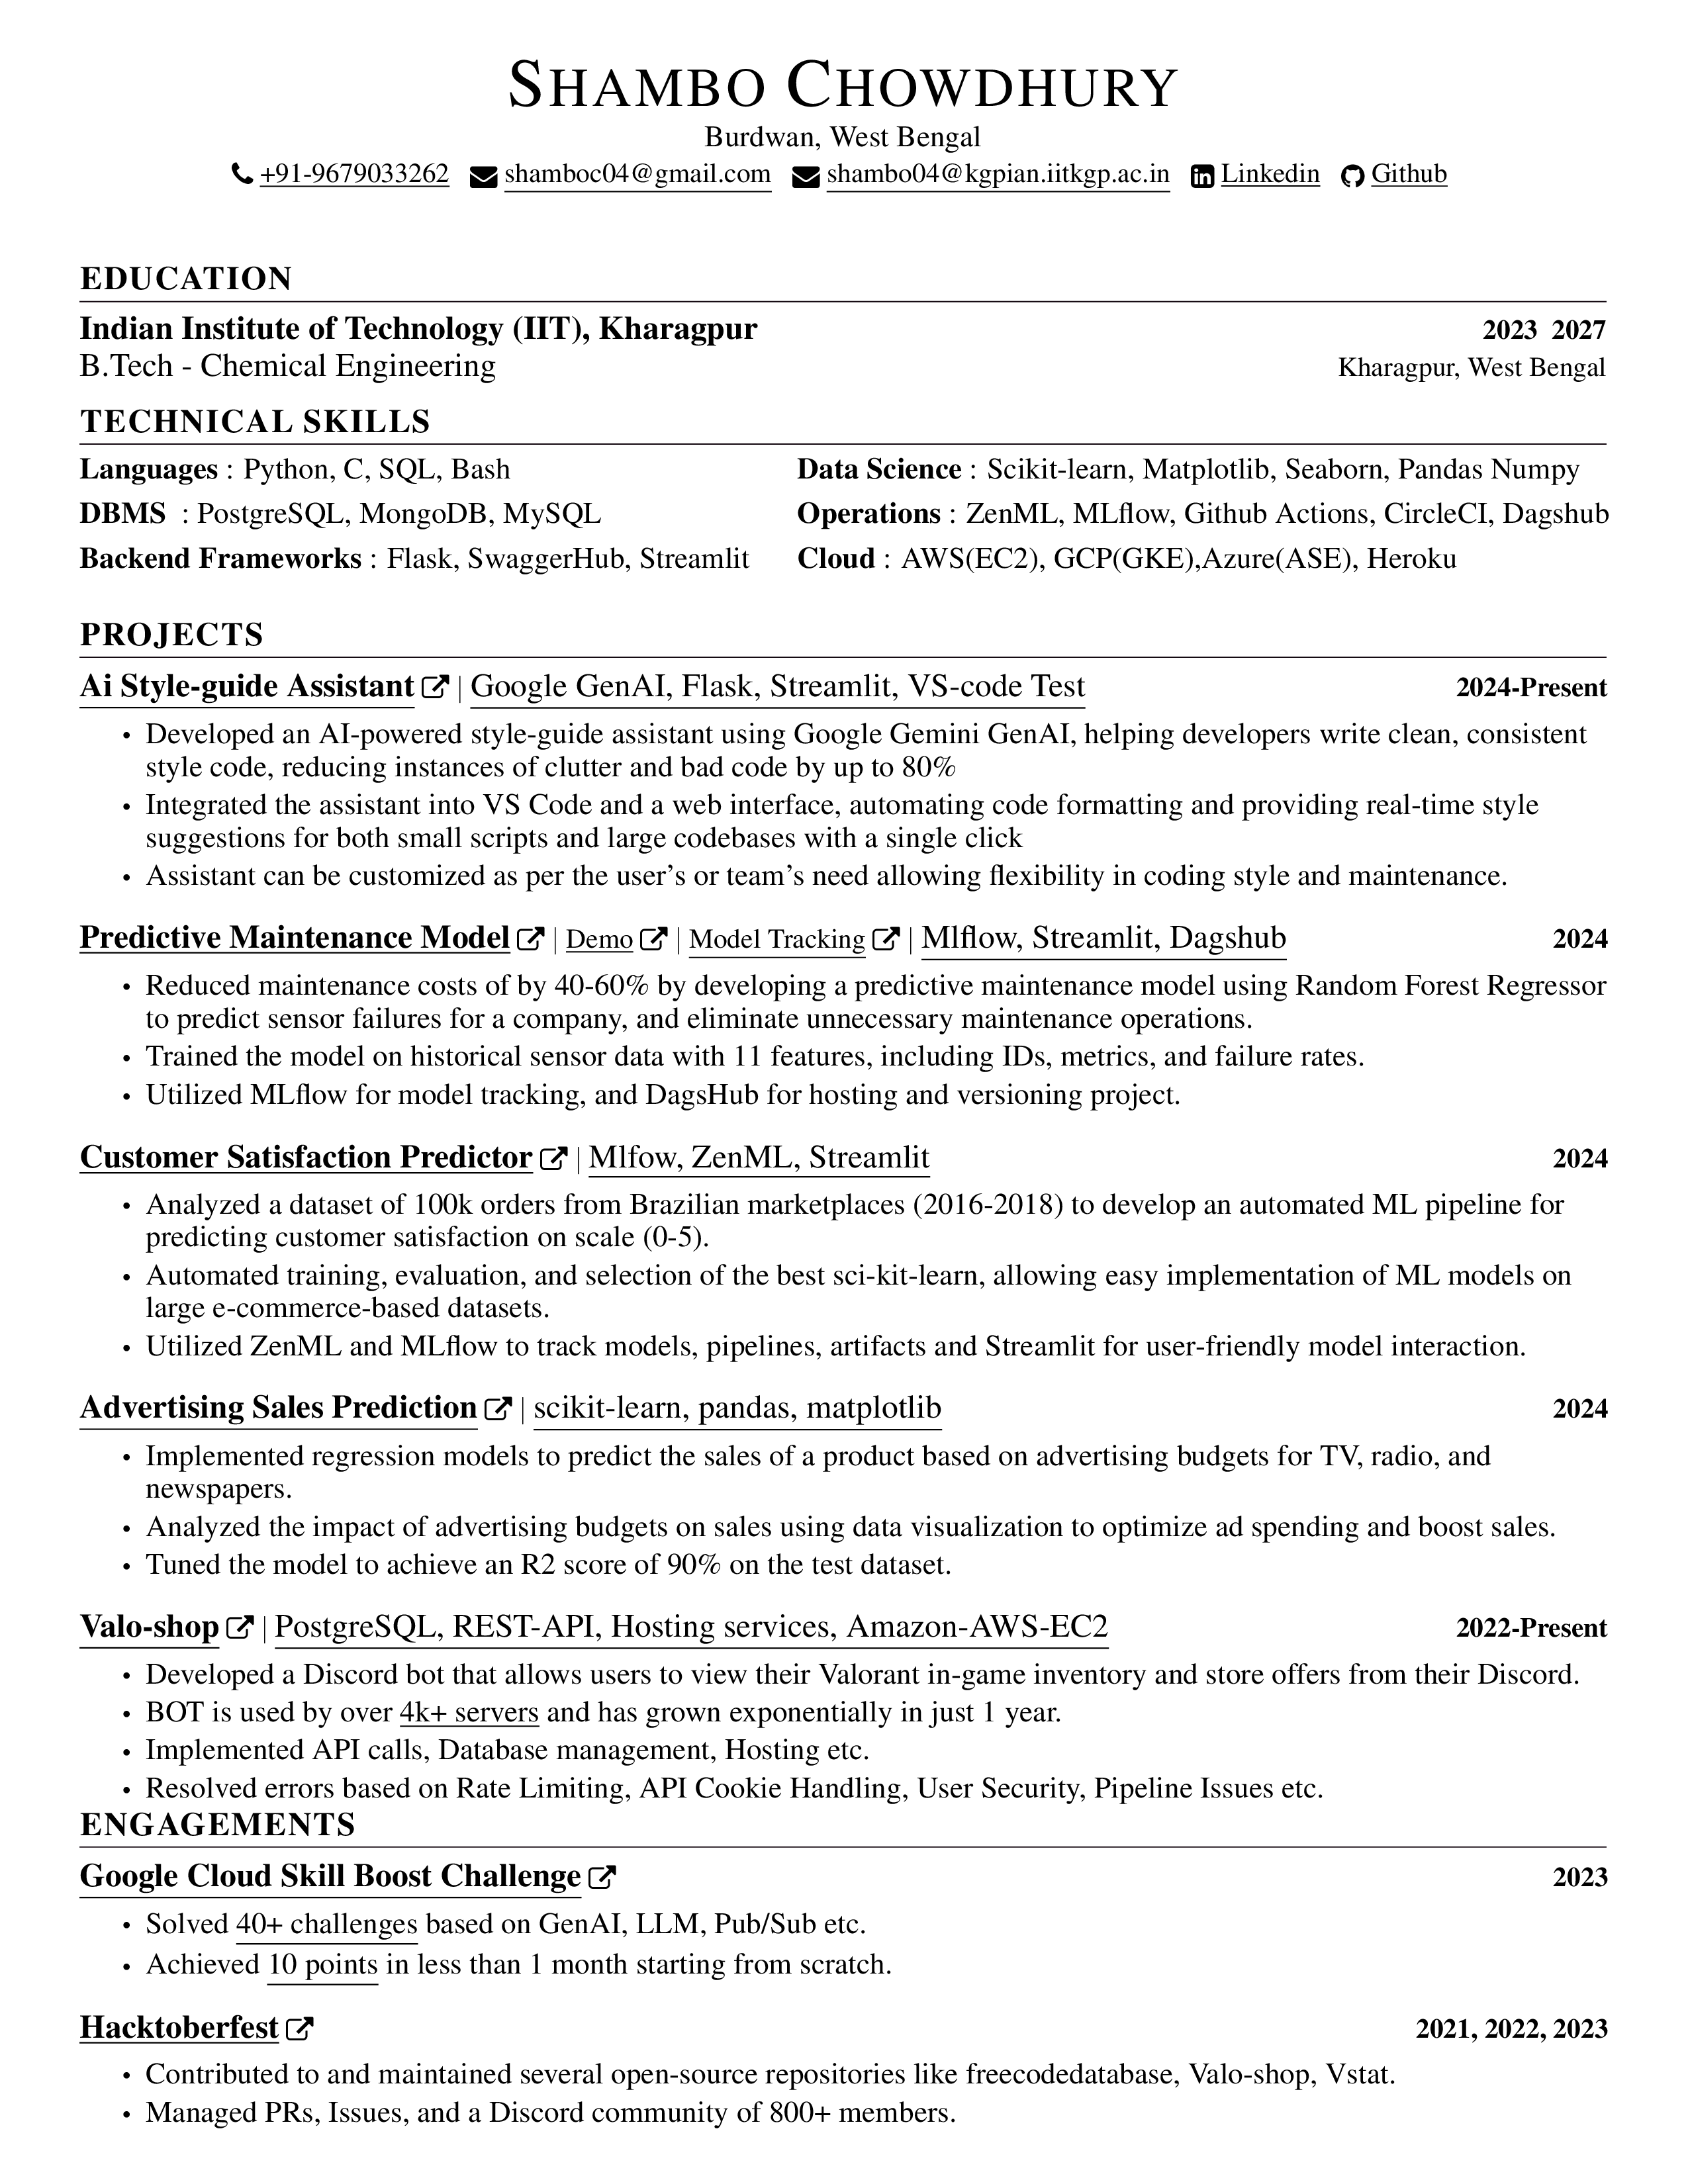 SHAMBO CHOWDHURY
Burdwan, West Bengal
+91-9679033262 shamboc04@gmail.com shambo04@kgpian.iitkgp.ac.in Linkedin Github
EDUCATION
Indian Institute of Technology (IIT), Kharagpur 2023 2027
B.Tech - Chemical Engineering Kharagpur, West Bengal
TECHNICAL SKILLS
Languages : Python, C, SQL, Bash Data Science : Scikit-learn, Matplotlib, Seaborn, Pandas Numpy
DBMS : PostgreSQL, MongoDB, MySQL Operations : ZenML, MLflow, Github Actions, CircleCI, Dagshub
Backend Frameworks : Flask, SwaggerHub, Streamlit Cloud : AWS(EC2), GCP(GKE),Azure(ASE), Heroku
PROJECTS
Ai Style-guide Assistant | Google GenAI, Flask, Streamlit, VS-code Test 2024-Present
• Developed an AI-powered style-guide assistant using Google Gemini GenAI, helping developers write clean, consistent
style code, reducing instances of clutter and bad code by up to 80%
• Integrated the assistant into VS Code and a web interface, automating code formatting and providing real-time style
suggestions for both small scripts and large codebases with a single click
• Assistant can be customized as per the user's or team's need allowing flexibility in coding style and maintenance.
Predictive Maintenance Model | Demo | Model Tracking | Mlflow, Streamlit, Dagshub 2024
• Reduced maintenance costs of by 40-60% by developing a predictive maintenance model using Random Forest Regressor
to predict sensor failures for a company, and eliminate unnecessary maintenance operations.
• Trained the model on historical sensor data with 11 features, including IDs, metrics, and failure rates.
• Utilized MLflow for model tracking, and DagsHub for hosting and versioning project.
Customer Satisfaction Predictor | Mlfow, ZenML, Streamlit 2024
• Analyzed a dataset of 100k orders from Brazilian marketplaces (2016-2018) to develop an automated ML pipeline for
predicting customer satisfaction on scale (0-5).
• Automated training, evaluation, and selection of the best sci-kit-learn, allowing easy implementation of ML models on
large e-commerce-based datasets.
• Utilized ZenML and MLflow to track models, pipelines, artifacts and Streamlit for user-friendly model interaction.
Advertising Sales Prediction | scikit-learn, pandas, matplotlib 2024
• Implemented regression models to predict the sales of a product based on advertising budgets for TV, radio, and
newspapers.
• Analyzed the impact of advertising budgets on sales using data visualization to optimize ad spending and boost sales.
• Tuned the model to achieve an R2 score of 90% on the test dataset.
Valo-shop | PostgreSQL, REST-API, Hosting services, Amazon-AWS-EC2 2022-Present
• Developed a Discord bot that allows users to view their Valorant in-game inventory and store offers from their Discord.
• BOT is used by over 4k+ servers and has grown exponentially in just 1 year.
• Implemented API calls, Database management, Hosting etc.
• Resolved errors based on Rate Limiting, API Cookie Handling, User Security, Pipeline Issues etc.
ENGAGEMENTS
Google Cloud Skill Boost Challenge 2023
• Solved 40+ challenges based on GenAI, LLM, Pub/Sub etc.
• Achieved 10 points in less than 1 month starting from scratch.
Hacktoberfest 2021, 2022, 2023
• Contributed to and maintained several open-source repositories like freecodedatabase, Valo-shop, Vstat.
• Managed PRs, Issues, and a Discord community of 800+ members.